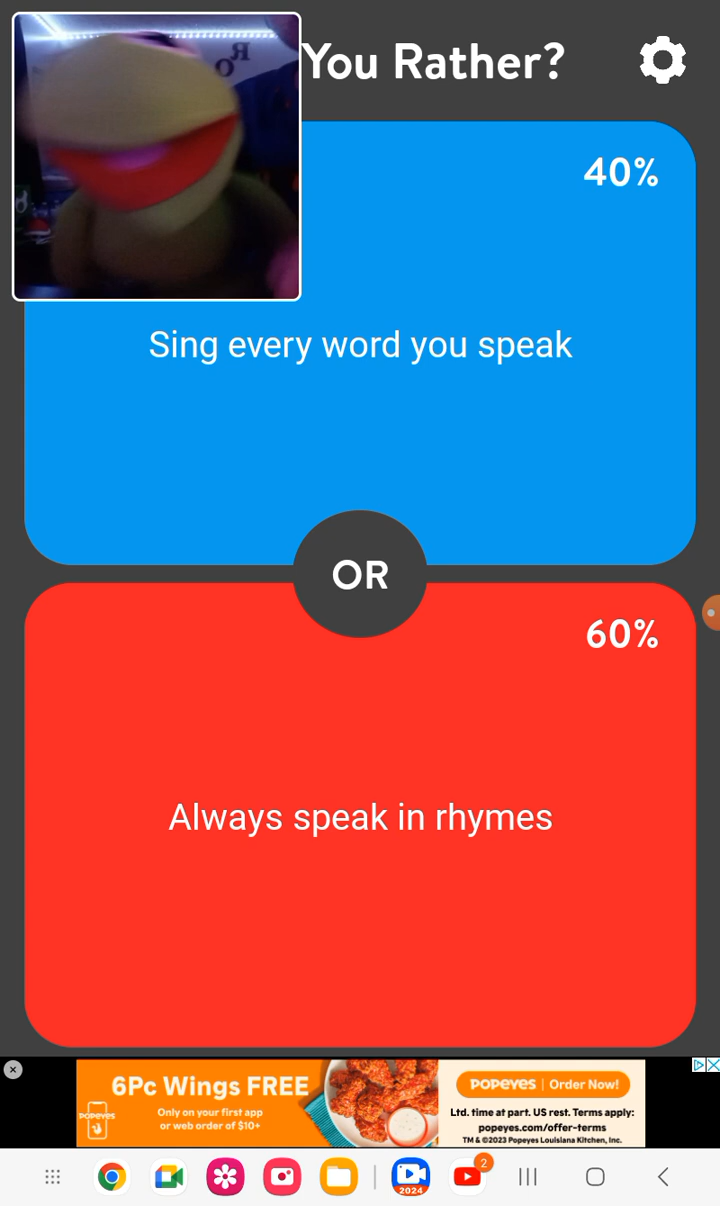 You Rather?
40%
Sing every word you speak
OR
60%
Always speak in rhymes
6Pc Wings FREE
Only on your first app
or web order of $10+
POPEYES
POPEYES | Order Now!
Ltd. time at part. US rest. Terms apply:
popeyes.com/offer-terms
TM & ©2023 Popeyes Louisiana Kitchen, Inc.
2024
2